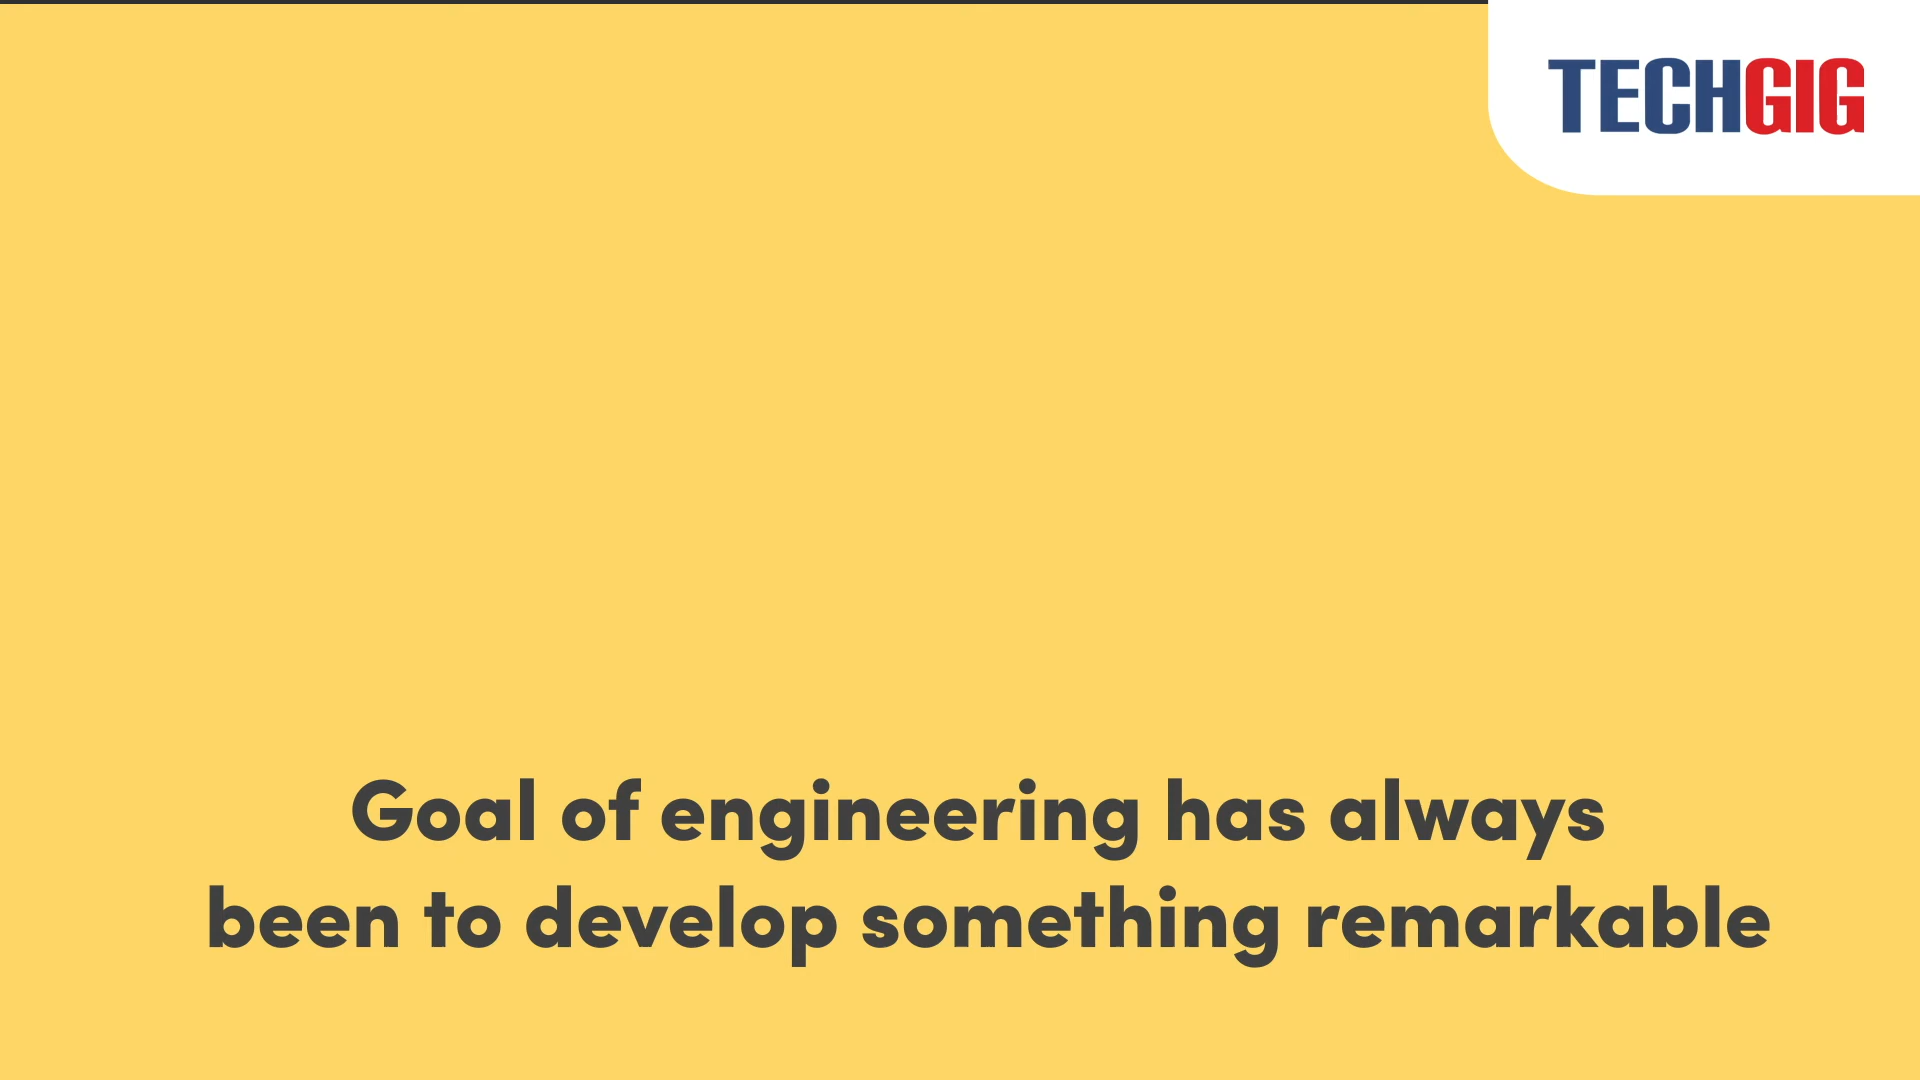 TECHGIG
Goal of engineering has always
been to develop something remarkable